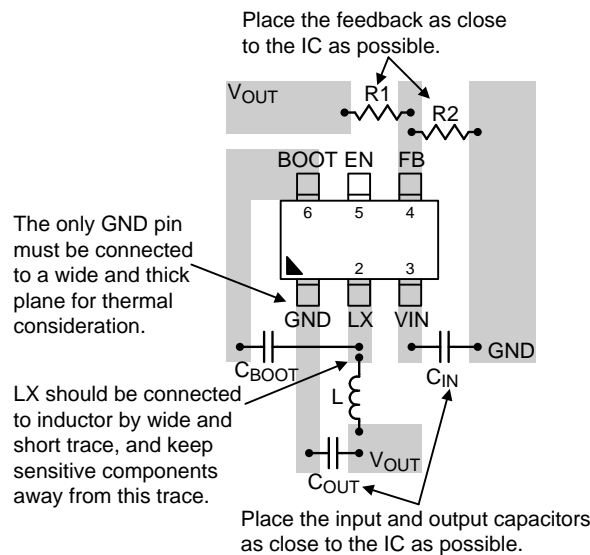 Place the feedback as close
to the IC as possible.
VOUT
R1
R2
BOOT EN FB
6 5 4
The only GND pin
must be connected
to a wide and thick
plane for thermal
consideration.
2 3
GND LX VIN
CBOOT
CIN
GND
LX should be connected
to inductor by wide and
short trace, and keep
sensitive components
away from this trace.
L
VOUT
COUT
Place the input and output capacitors
as close to the IC as possible.